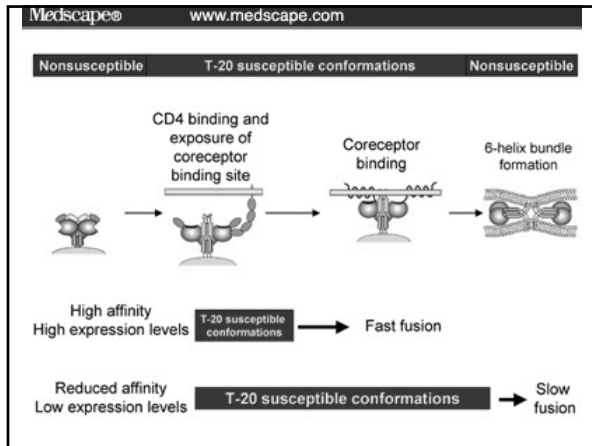 Medscape® www.medscape.com
Nonsusceptible T-20 susceptible conformations Nonsusceptible
CD4 binding and
exposure of
coreceptor
binding site
Coreceptor
binding
6-helix bundle
formation
High affinity
High expression levels
T-20 susceptible
conformations
Fast fusion
Reduced affinity
Low expression levels
T-20 susceptible conformations
Slow
fusion